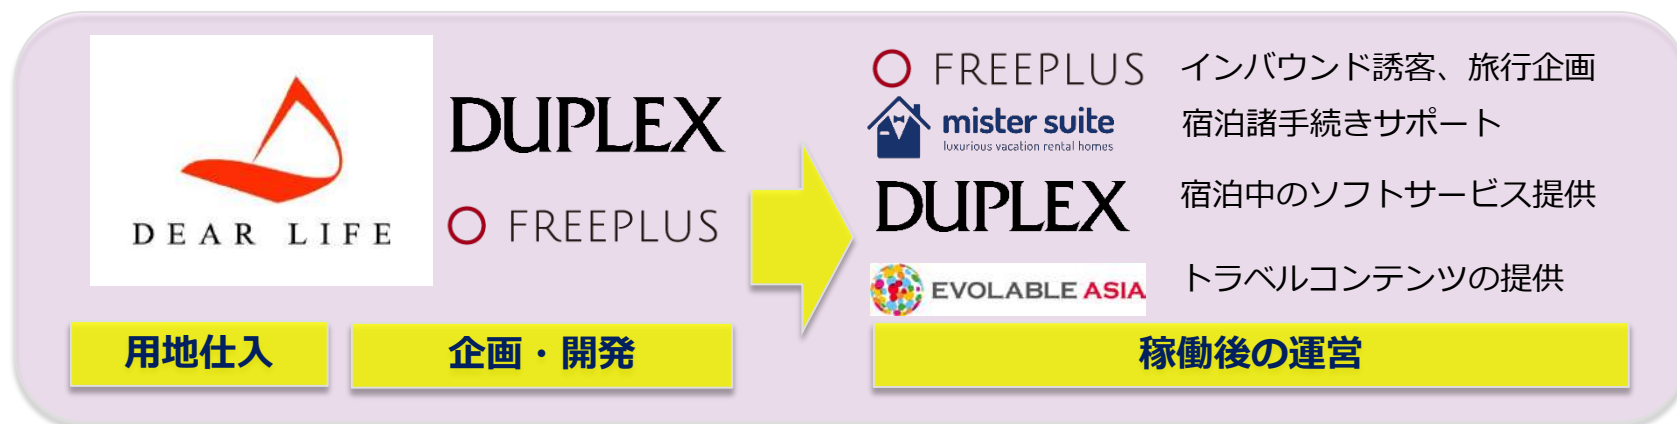 DEAR LIFE
用地仕入
DUPLEX
FREEPLUS
企画・開発
FREEPLUS インバウンド誘客、旅行企画
mister suite 宿泊諸手続きサポート
luxurious vacation rental homes
DUPLEX 宿泊中のソフトサービス提供
EVOLABLE ASIA トラベルコンテンツの提供
稼働後の運営